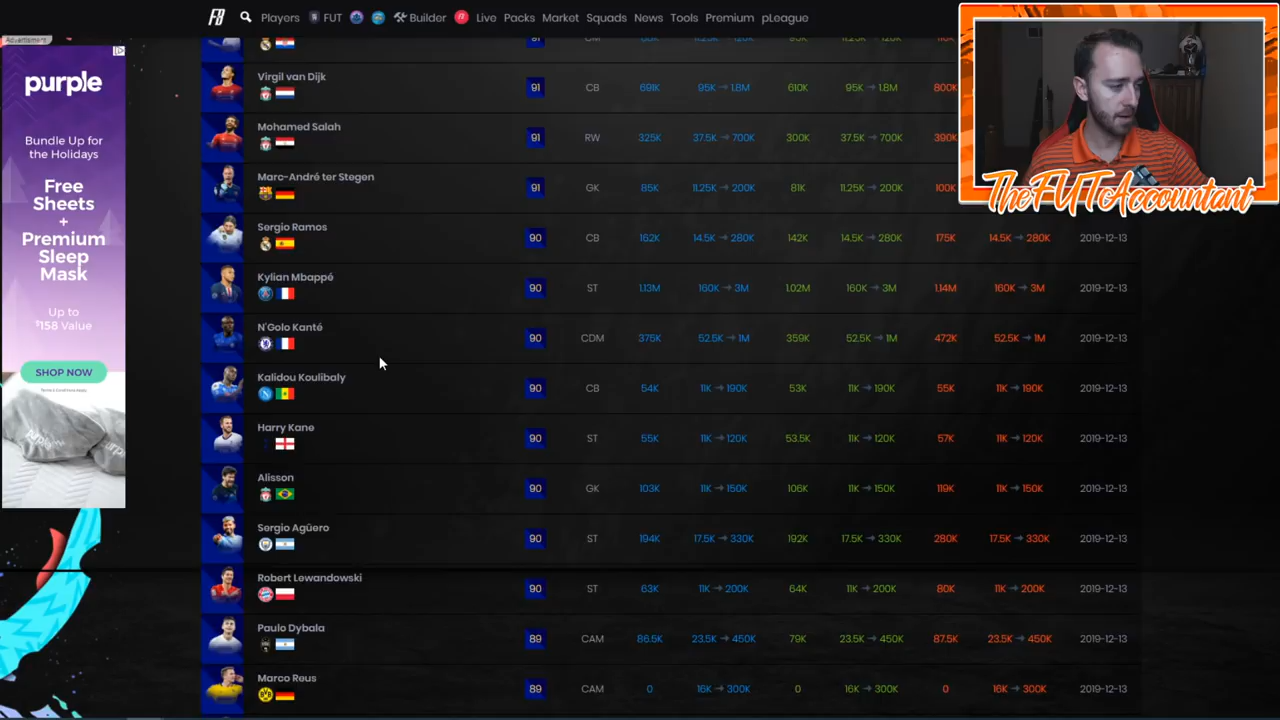 FB Players FUT Builder Live Packs Market Squads News Tools Premium pLeague
Advertisement
Virgil van Dijk 91 CB 691K 95K → 1.8M 610K 95K → 1.8M 800K
Mohamed Salah 91 RW 325K 37.5K → 700K 300K 37.5K → 700K 390K
Marc-André ter Stegen 91 GK 85K 11.25K → 200K 81K 11.25K → 200K 100K
Sergio Ramos 90 CB 162K 14.5K → 280K 142K 14.5K → 280K 175K 14.5K → 280K 2019-12-13
Kylian Mbappé 90 ST 1.13M 160K → 3M 1.02M 160K → 3M 1.14M 160K → 3M 2019-12-13
N'Golo Kanté 90 CDM 375K 52.5K → 1M 359K 52.5K → 1M 472K 52.5K → 1M 2019-12-13
Kalidou Koulibaly 90 CB 54K 11K → 190K 53K 11K → 190K 55K 11K → 190K 2019-12-13
Harry Kane 90 ST 55K 11K → 120K 53.5K 11K → 120K 57K 11K → 120K 2019-12-13
Alisson 90 GK 103K 11K → 150K 106K 11K → 150K 119K 11K → 150K 2019-12-13
Sergio Agüero 90 ST 194K 17.5K → 330K 192K 17.5K → 330K 280K 17.5K → 330K 2019-12-13
Robert Lewandowski 90 ST 63K 11K → 200K 64K 11K → 200K 80K 11K → 200K 2019-12-13
Paulo Dybala 89 CAM 86.5K 23.5K → 450K 79K 23.5K → 450K 87.5K 23.5K → 450K 2019-12-13
Marco Reus 89 CAM 0 16K → 300K 0 16K → 300K 0 16K → 300K 2019-12-13
purple
Bundle Up for
the Holidays
Free
Sheets
+
Premium
Sleep
Mask
Up to
$158 Value
SHOP NOW
Terms & Conditions Apply.
TheFUTAccountant